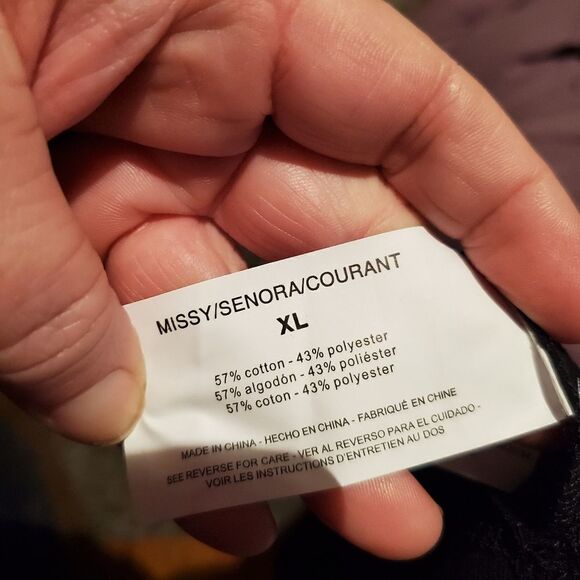 MISSY/SENORA/COURANT
XL
57% cotton - 43% polyester
57% algodón - 43% poliéster
57% coton - 43% polyester
MADE IN CHINA - HECHO EN CHINA - FABRIQUÉ EN CHINE
SEE REVERSE FOR CARE - VER AL REVERSO PARA EL CUIDADO -
VOIR LES INSTRUCTIONS D'ENTRETIEN AU DOS